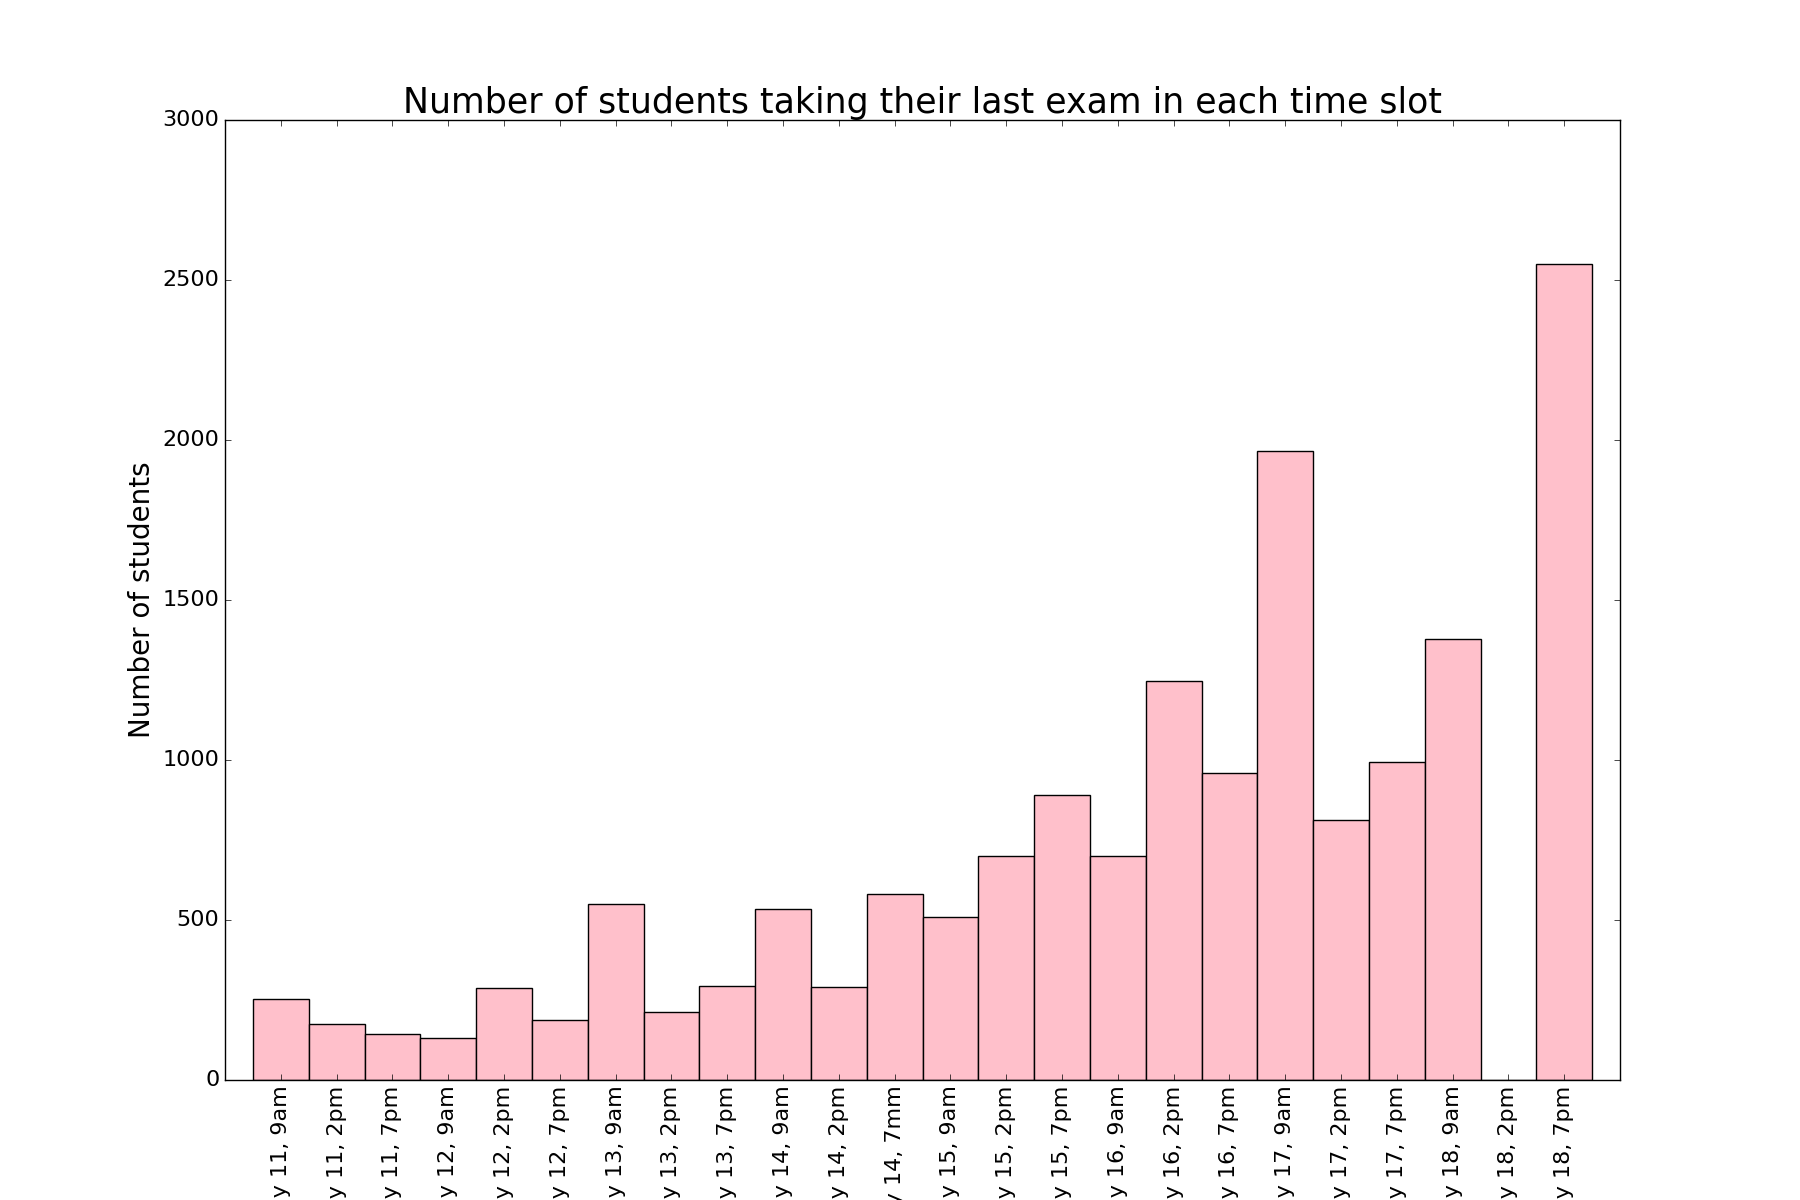 Number of students taking their last exam in each time slot
Number of students
3000
2500
2000
1500
1000
500
0
y 11, 9am
y 11, 2pm
y 11, 7pm
y 12, 9am
y 12, 2pm
y 12, 7pm
y 13, 9am
y 13, 2pm
y 13, 7pm
y 14, 9am
y 14, 2pm
y 14, 7mm
y 15, 9am
y 15, 2pm
y 15, 7pm
y 16, 9am
y 16, 2pm
y 16, 7pm
y 17, 9am
y 17, 2pm
y 17, 7pm
y 18, 9am
y 18, 2pm
y 18, 7pm